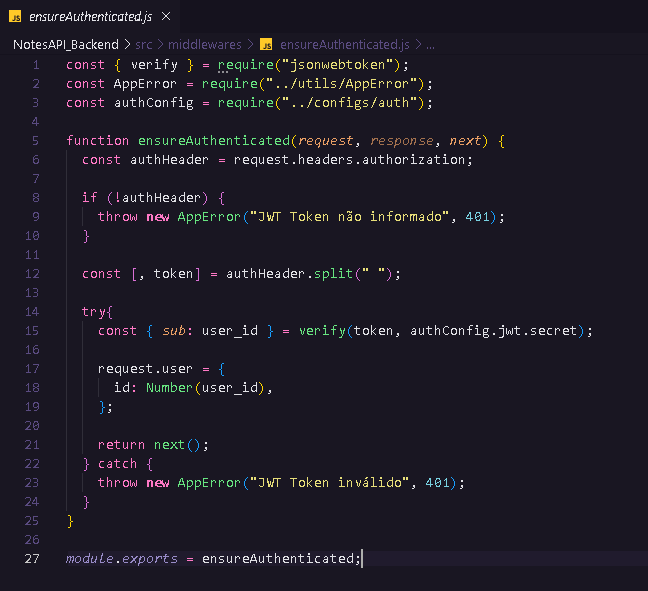 JS ensureAuthenticated.js ×
NotesAPI_Backend > src > middlewares > JS ensureAuthenticated.js > ...
1 const { verify } = require("jsonwebtoken");
2 const AppError = require("../utils/AppError");
3 const authConfig = require("../configs/auth");
4
5 function ensureAuthenticated(request, response, next) {
6 const authHeader = request.headers.authorization;
7
8 if (!authHeader) {
9 throw new AppError("JWT Token não informado", 401);
10 }
11
12 const [, token] = authHeader.split(" ");
13
14 try{
15 const { sub: user_id } = verify(token, authConfig.jwt.secret);
16
17 request.user = {
18 id: Number(user_id),
19 };
20
21 return next();
22 } catch {
23 throw new AppError("JWT Token inválido", 401);
24 }
25 }
26
27 module.exports = ensureAuthenticated;